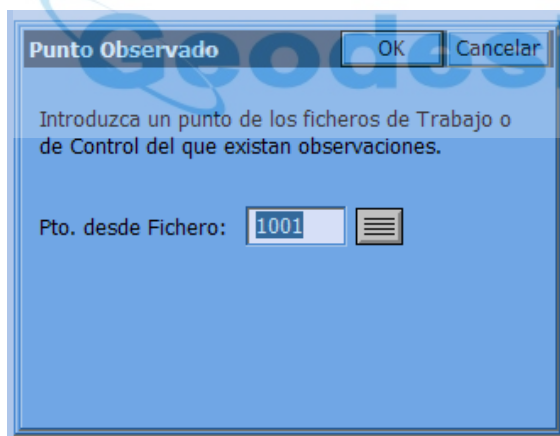 Geodes
Punto Observado OK Cancelar
Introduzca un punto de los ficheros de Trabajo o
de Control del que existan observaciones.
Pto. desde Fichero: 1001